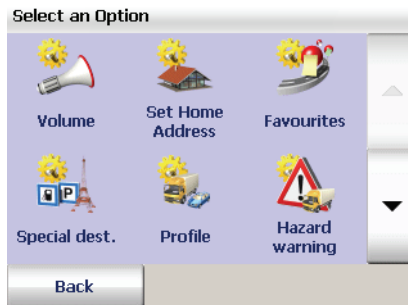 Select an Option
Volume
Set Home
Address
Favourites
Special dest.
Profile
Hazard
warning
Back